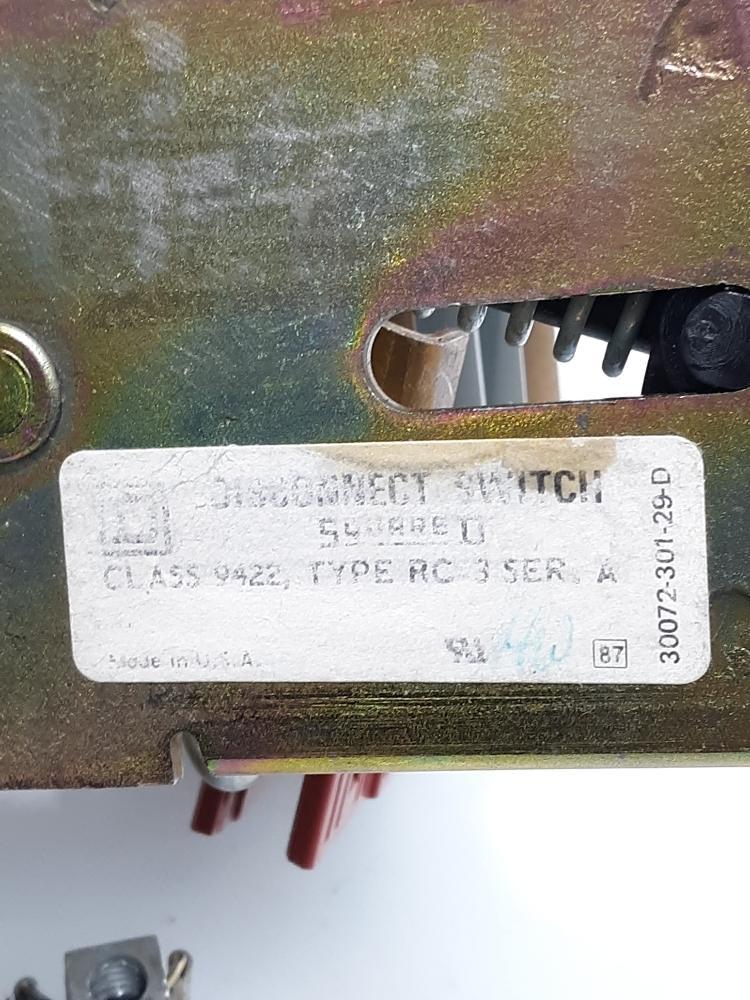 DISCONNECT SWITCH
CLASS 9422, TYPE RC-3 SER. A
Made in U.S.A.
87
30072-301-29-D